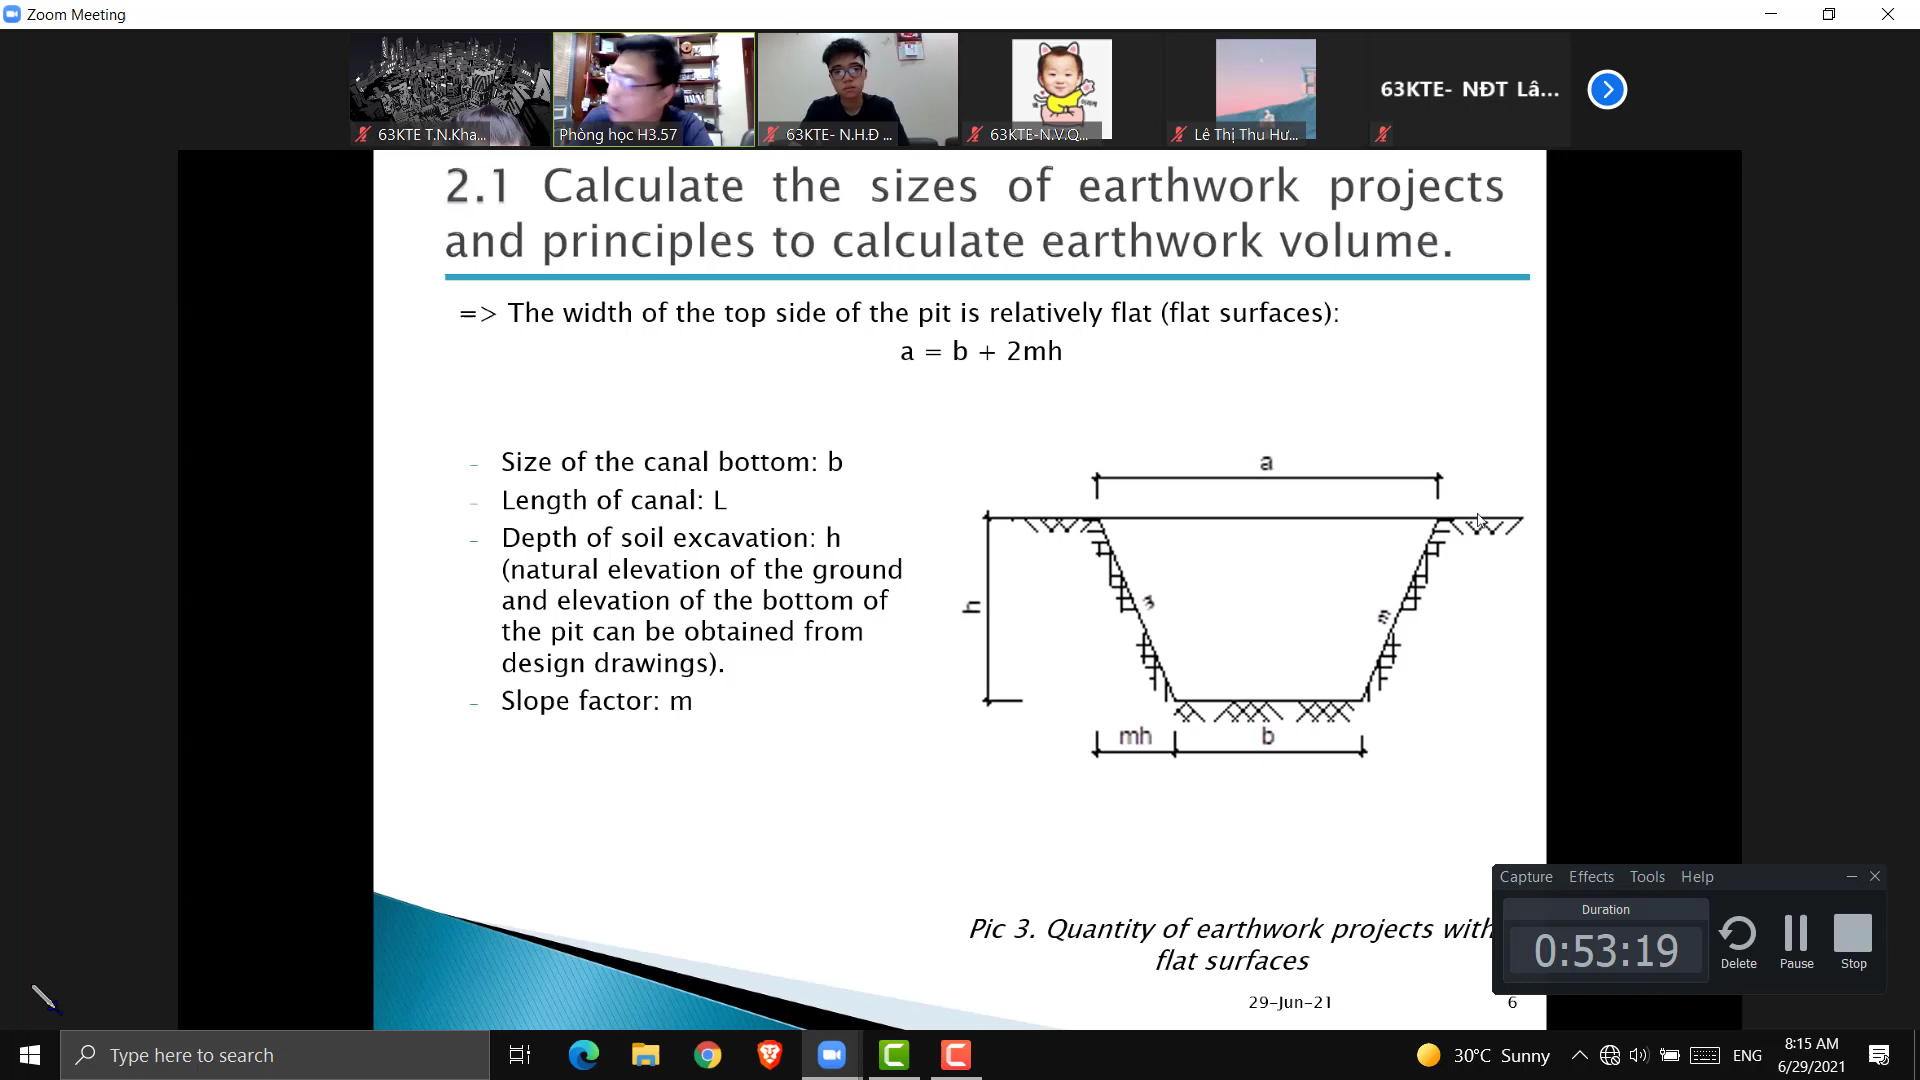 Zoom Meeting
63KTE T.N.Kha...
Phòng học H3.57
63KTE- N.H.Đ ...
63KTE-N.V.Q...
Lê Thị Thu Hư...
63KTE- NĐT Lâ...
2.1 Calculate the sizes of earthwork projects
and principles to calculate earthwork volume.
=> The width of the top side of the pit is relatively flat (flat surfaces):
a = b + 2mh
– Size of the canal bottom: b
– Length of canal: L
– Depth of soil excavation: h
(natural elevation of the ground
and elevation of the bottom of
the pit can be obtained from
design drawings).
– Slope factor: m
a
h
m
m
mh
b
Pic 3. Quantity of earthwork projects with
flat surfaces
29-Jun-21
6
Capture Effects Tools Help
Duration
0:53:19
Delete Pause Stop
Type here to search
30°C Sunny
ENG
8:15 AM
6/29/2021